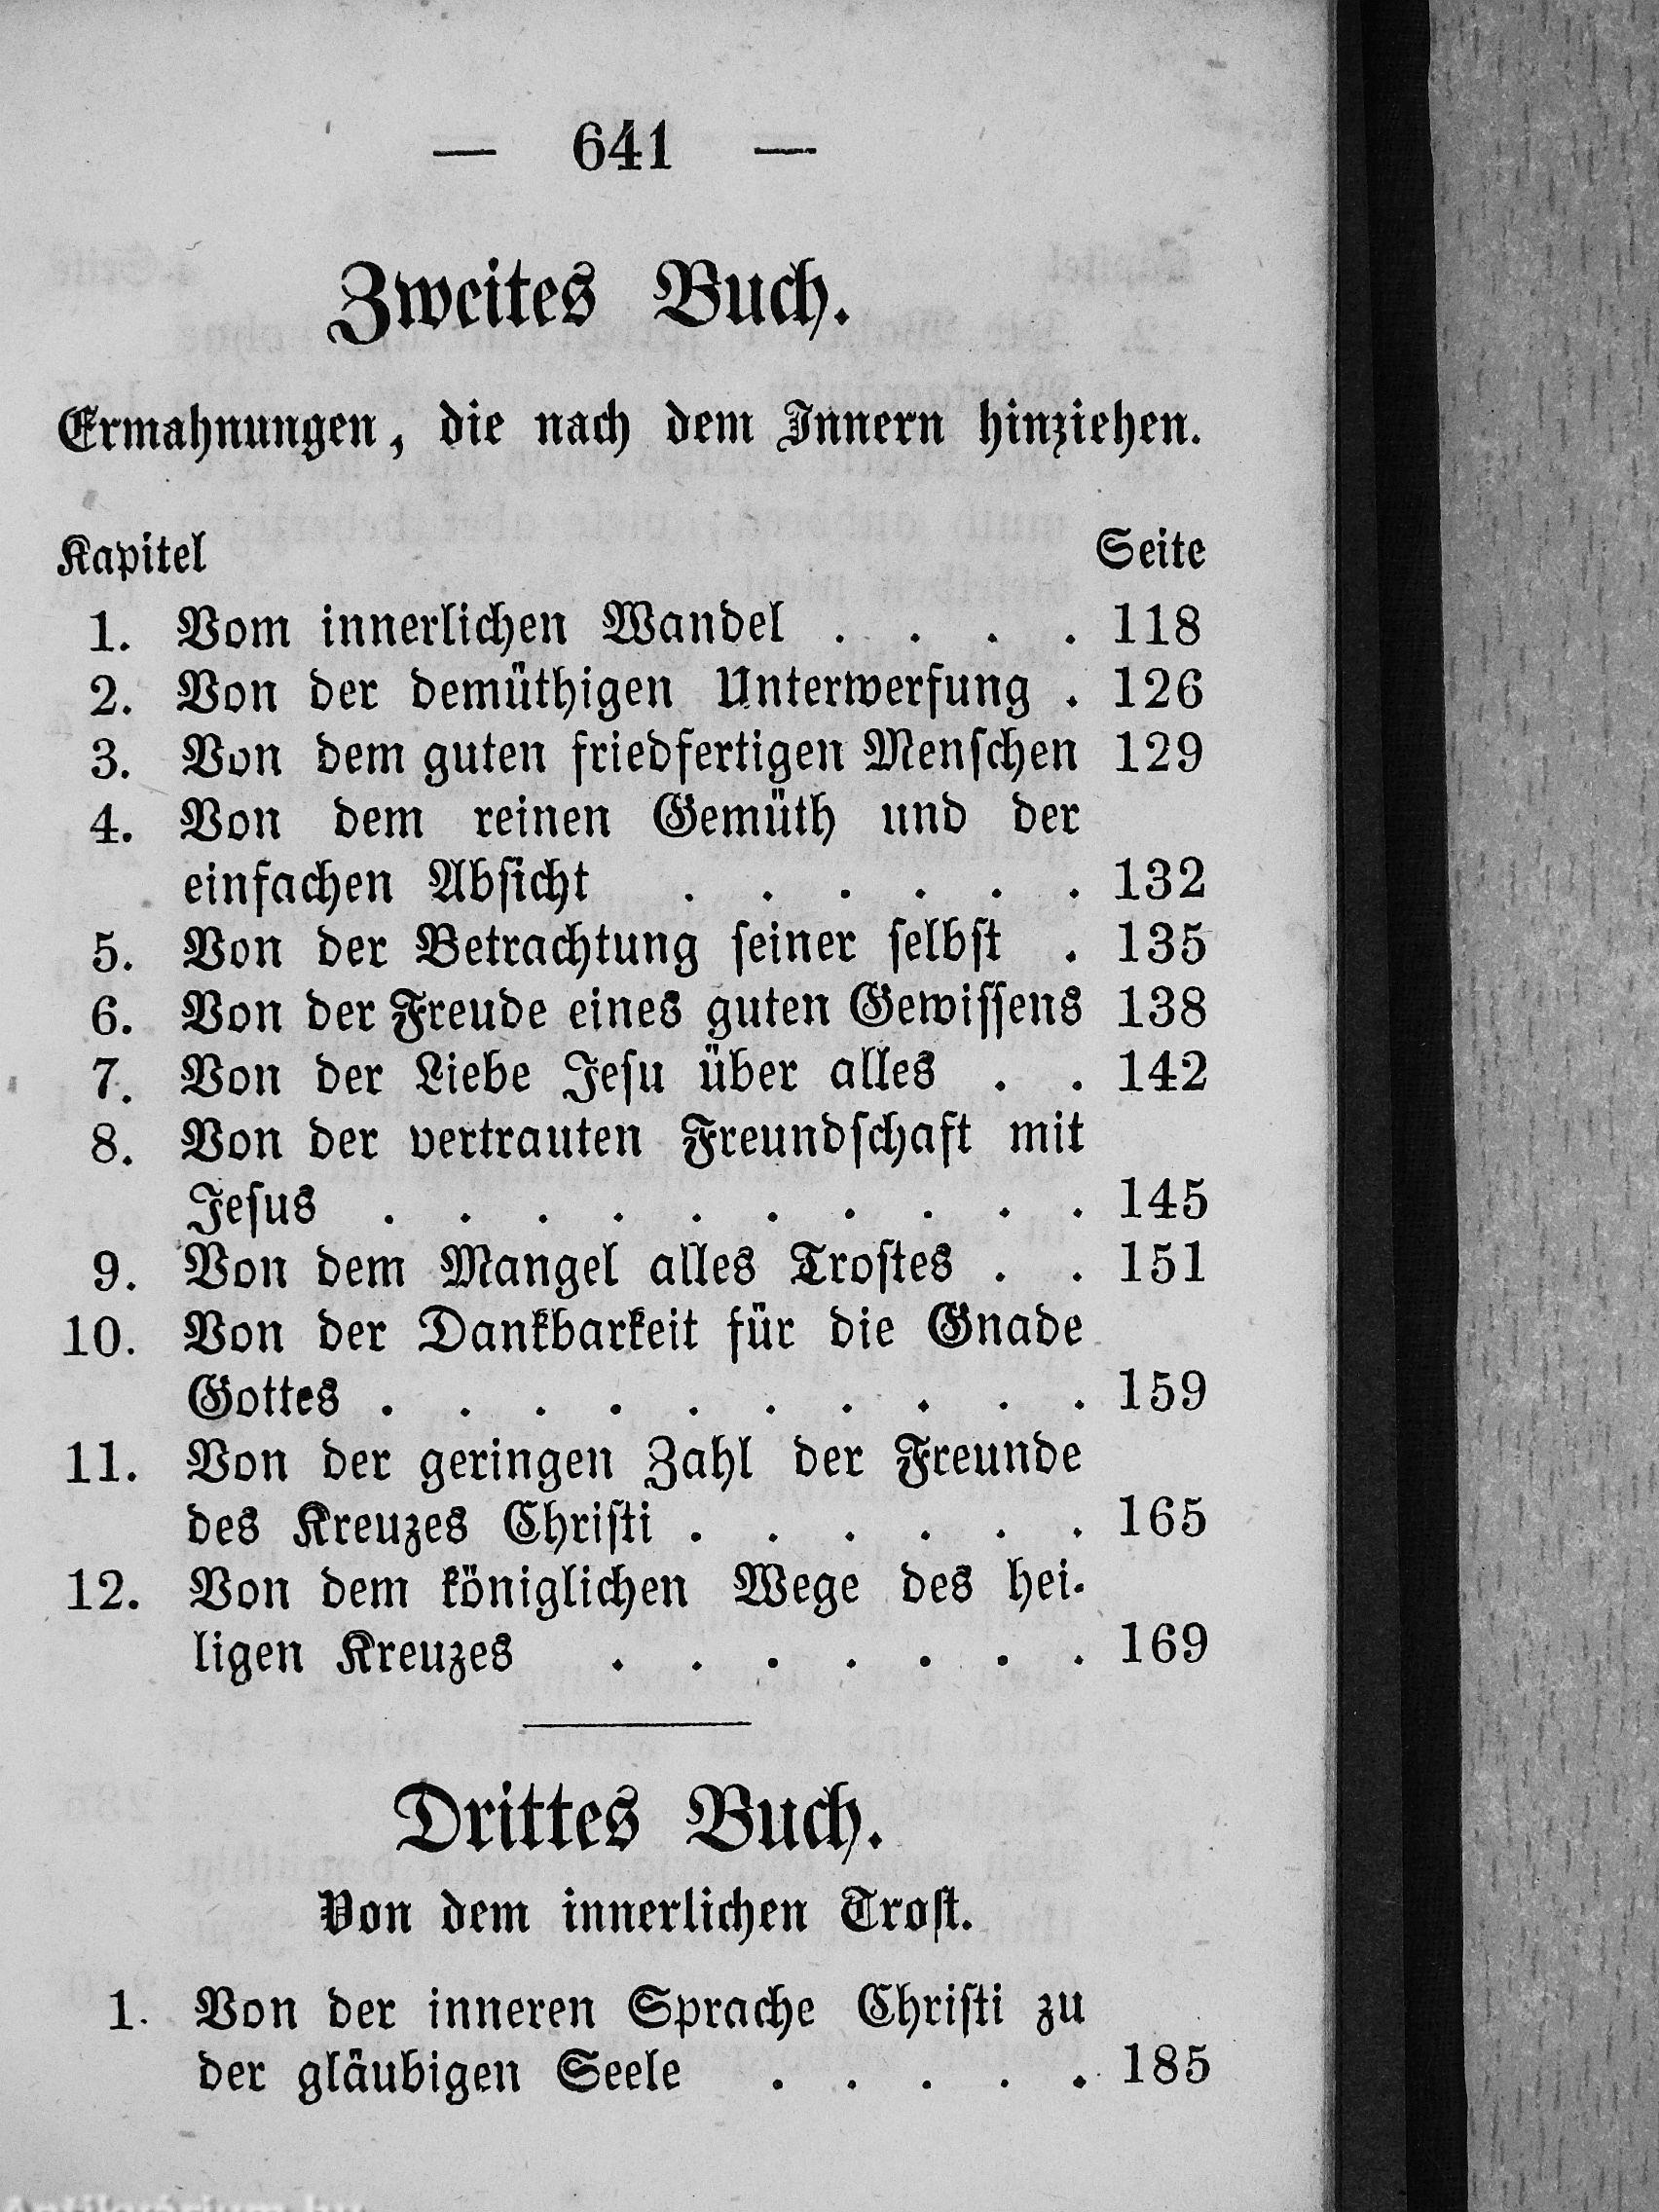 — 641 —
Zweites Buch.
Ermahnungen, die nach dem Innern hinziehen.
Kapitel Seite
1. Vom innerlichen Wandel . . . . 118
2. Von der demüthigen Unterwerfung . 126
3. Von dem guten friedfertigen Menſchen 129
4. Von dem reinen Gemüth und der
einfachen Abſicht . . . . . . 132
5. Von der Betrachtung ſeiner ſelbſt . 135
6. Von der Freude eines guten Gewiſſens 138
7. Von der Liebe Jeſu über alles . . 142
8. Von der vertrauten Freundſchaft mit
Jeſus . . . . . . . . . . 145
9. Von dem Mangel alles Troſtes . . 151
10. Von der Dankbarkeit für die Gnade
Gottes . . . . . . . . . . 159
11. Von der geringen Zahl der Freunde
des Kreuzes Chriſti . . . . . . 165
12. Von dem königlichen Wege des hei-
ligen Kreuzes . . . . . . . 169
Drittes Buch.
Von dem innerlichen Troſt.
1. Von der inneren Sprache Chriſti zu
der gläubigen Seele . . . . . 185